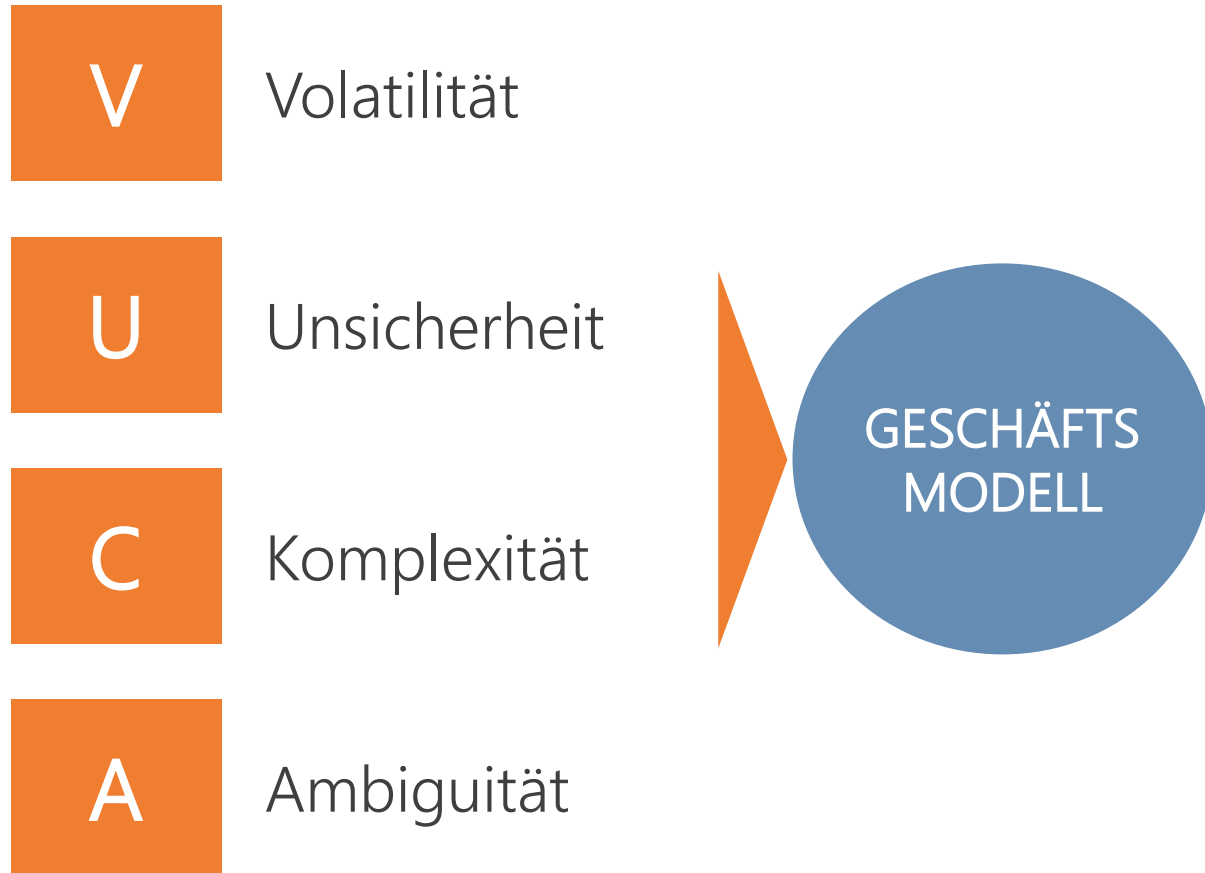 V
Volatilität
U
Unsicherheit
C
Komplexität
A
Ambiguität
GESCHÄFTS
MODELL